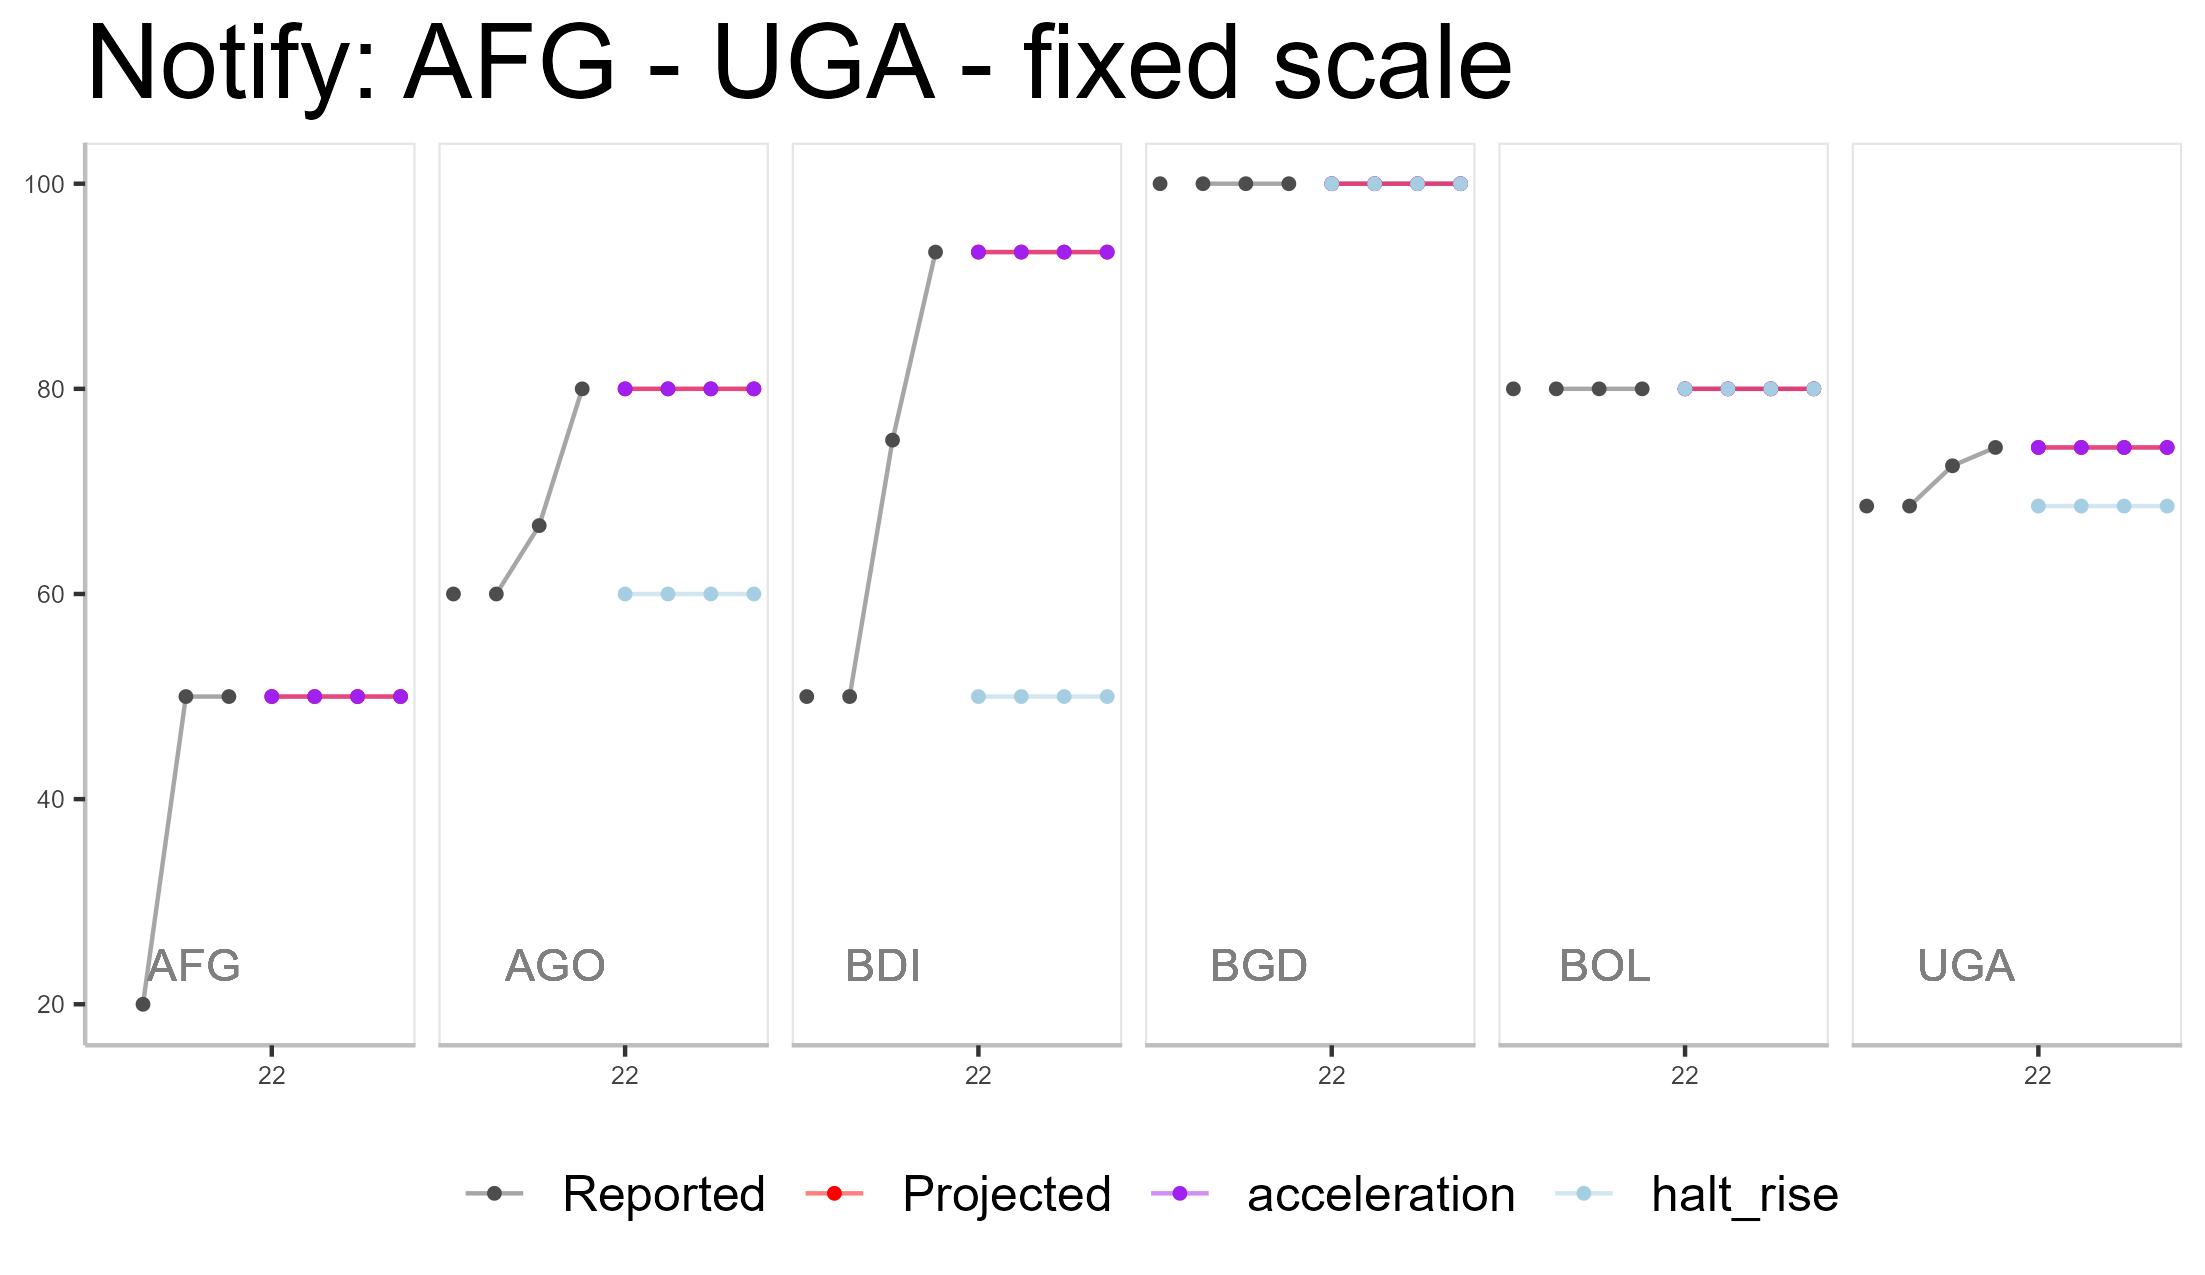 Notify: AFG - UGA - fixed scale
100
80
60
40
20
AFG AGO BDI BGD BOL UGA
22 22 22 22 22 22
Reported Projected acceleration halt_rise